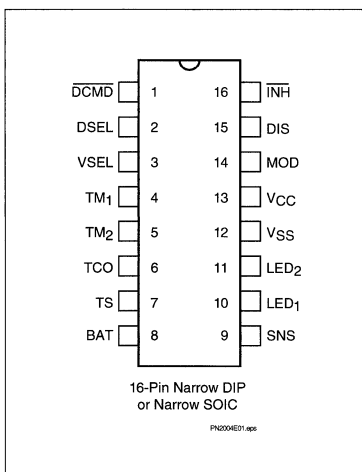 DCMD 1 16 INH
DSEL 2 15 DIS
VSEL 3 14 MOD
TM1 4 13 VCC
TM2 5 12 VSS
TCO 6 11 LED2
TS 7 10 LED1
BAT 8 9 SNS
16-Pin Narrow DIP
or Narrow SOIC
PN2004E01.eps